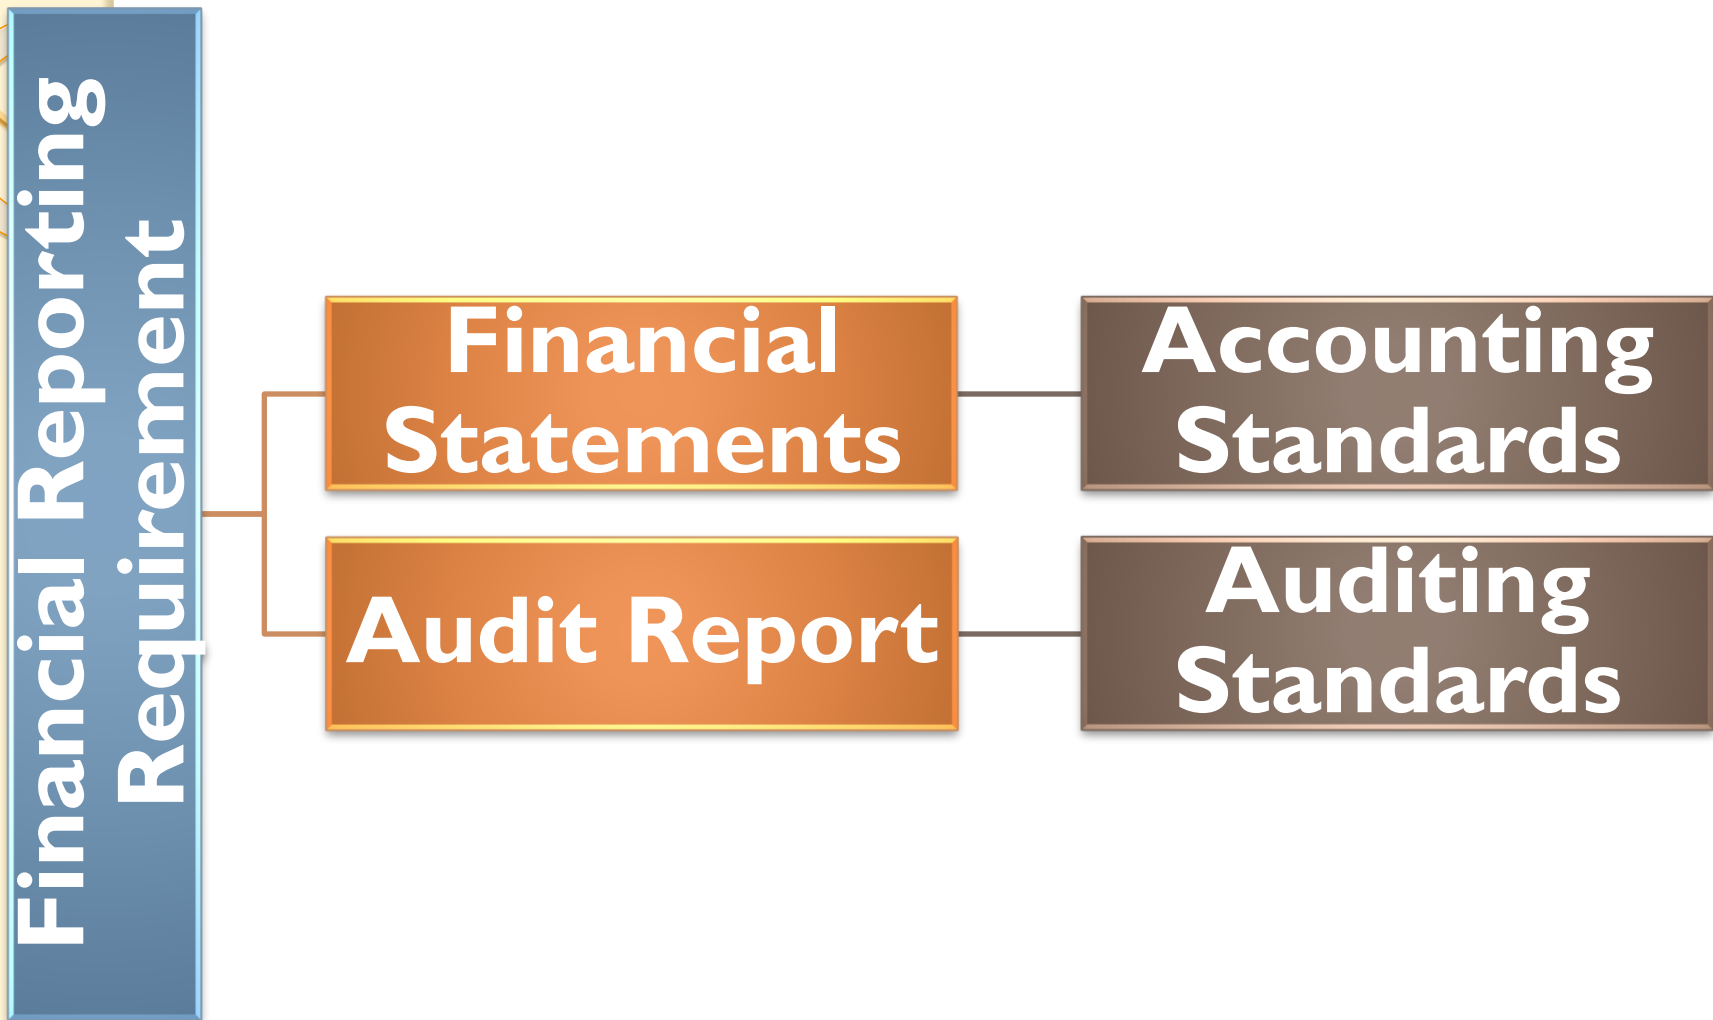 Financial Reporting
Requirement
Financial
Statements
Accounting
Standards
Audit Report
Auditing
Standards